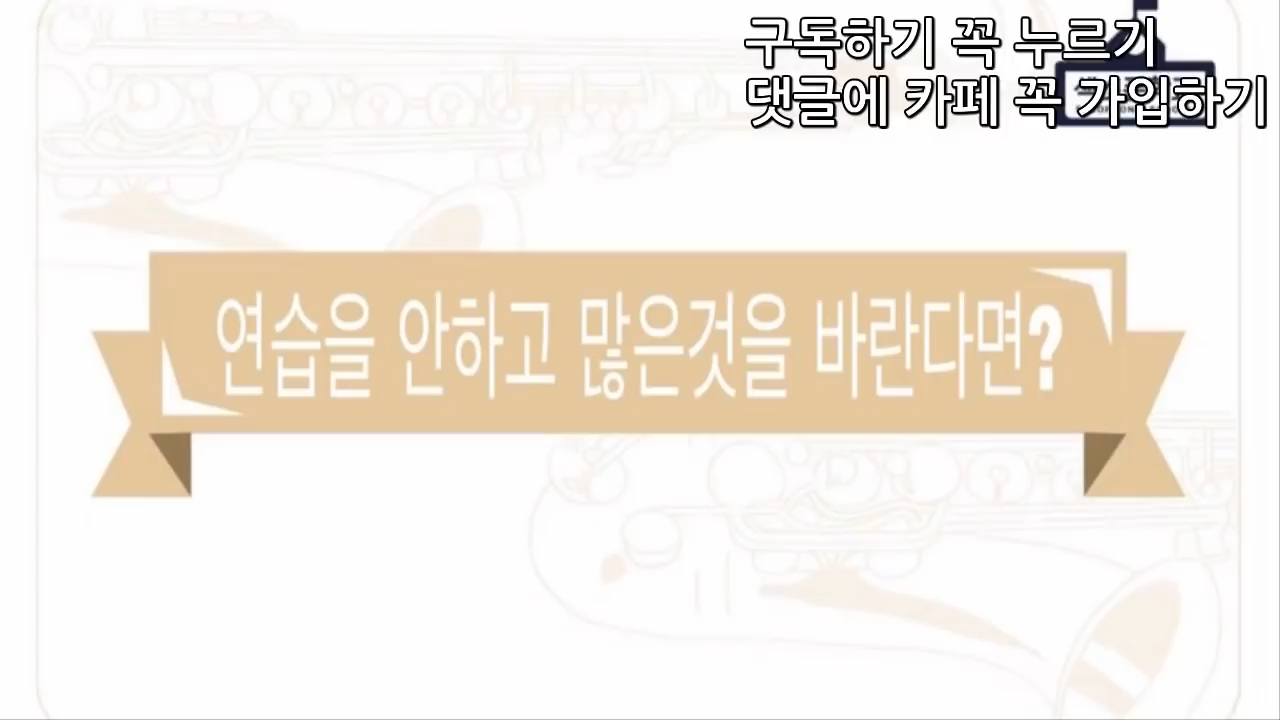 구독하기 꼭 누르기
댓글에 카페 꼭 가입하기
연습을 안하고 많은것을 바란다면?